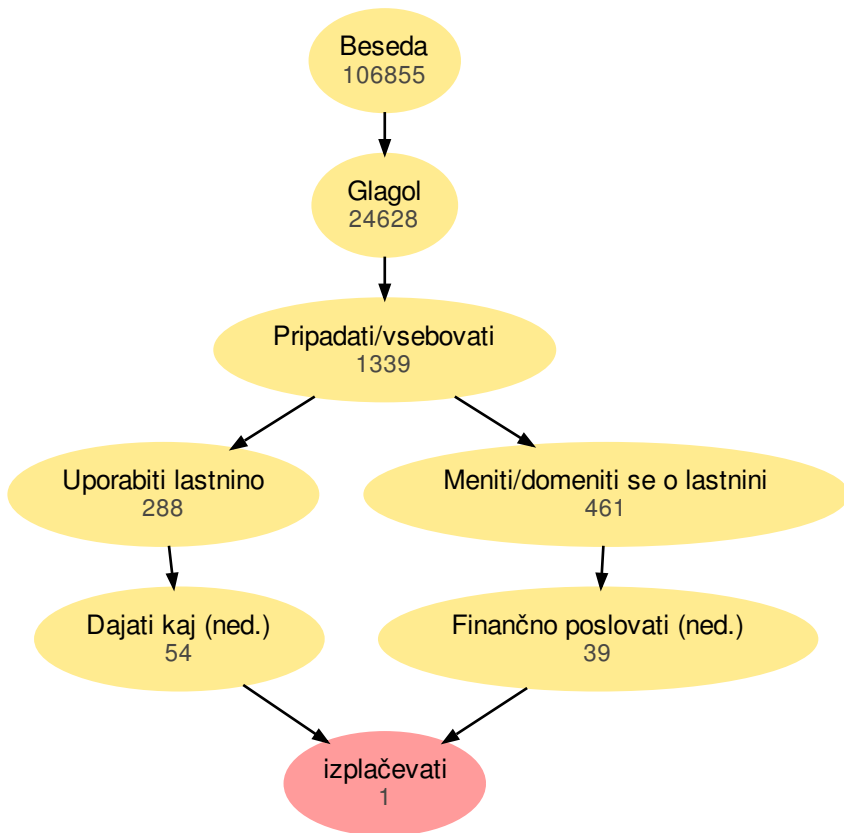 Beseda
106855
Glagol
24628
Pripadati/vsebovati
1339
Uporabiti lastnino
288
Meniti/domeniti se o lastnini
461
Dajati kaj (ned.)
54
Finančno poslovati (ned.)
39
izplačevati
1